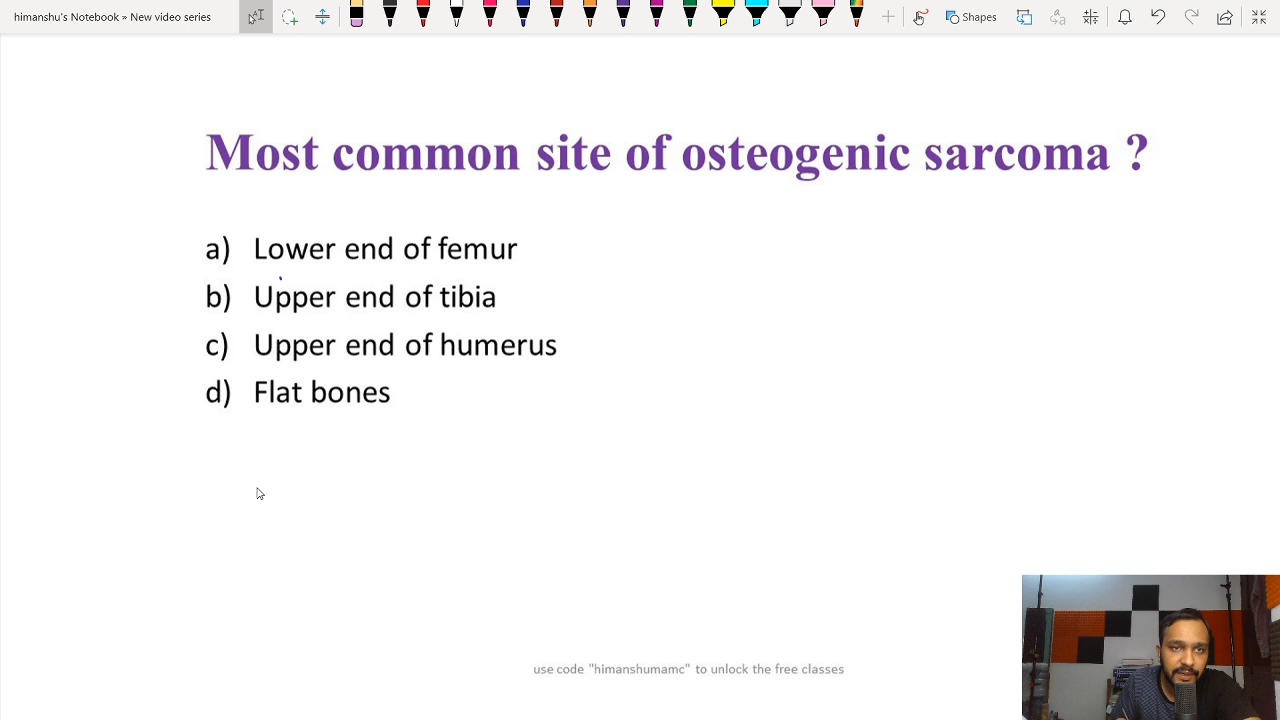 himanshu's Notebook » New video series
Shapes
Most common site of osteogenic sarcoma ?
a) Lower end of femur
b) Upper end of tibia
c) Upper end of humerus
d) Flat bones
use code "himanshumamc" to unlock the free classes